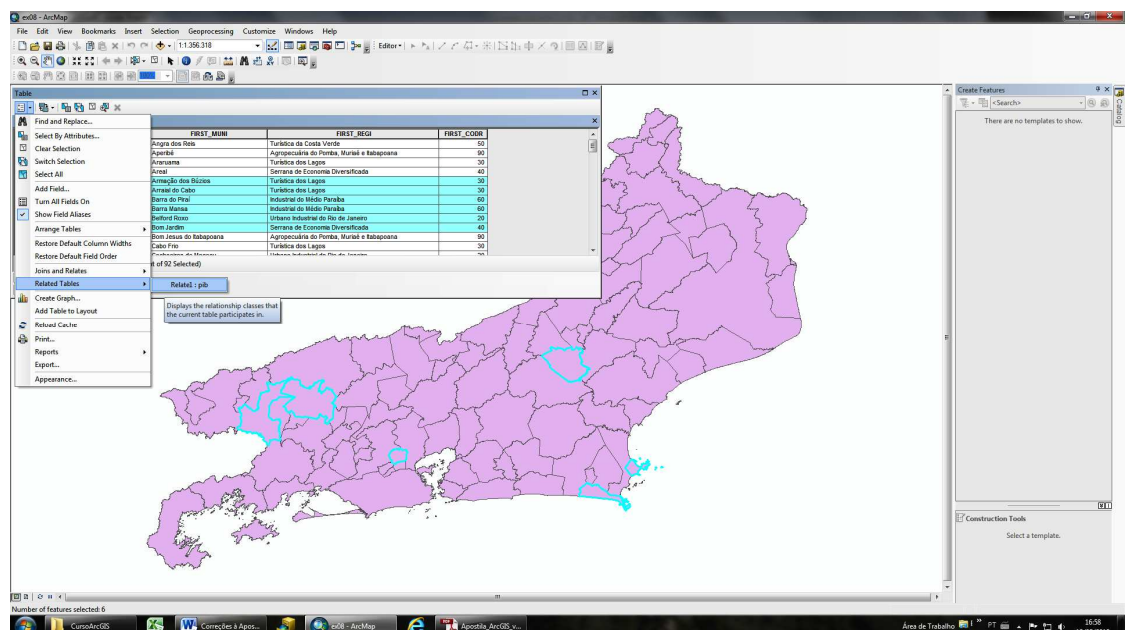 ex08 - ArcMap
File Edit View Bookmarks Insert Selection Geoprocessing Customize Windows Help
1:1.356.318
Editor
Table
Find and Replace...
Select By Attributes...
Clear Selection
Switch Selection
Select All
Add Field...
Turn All Fields On
Show Field Aliases
Arrange Tables
Restore Default Column Widths
Restore Default Field Order
Joins and Relates
Related Tables
Create Graph...
Add Table to Layout
Reload Cache
Print...
Reports
Export...
Appearance...
FIRST_MUNI FIRST_REGI FIRST_CODR
Angra dos Reis Turística da Costa Verde 50
Aperibé Agropecuária do Pomba, Muriaé e Itabapoana 90
Araruama Turística dos Lagos 30
Areal Serrana de Economia Diversificada 40
Armação dos Búzios Turística dos Lagos 30
Arraial do Cabo Turística dos Lagos 30
Barra do Piraí Industrial do Médio Paraíba 60
Barra Mansa Industrial do Médio Paraíba 60
Belford Roxo Urbano Industrial do Rio de Janeiro 20
Bom Jardim Serrana de Economia Diversificada 40
Bom Jesus do Itabapoana Agropecuária do Pomba, Muriaé e Itabapoana 90
Cabo Frio Turística dos Lagos 30
t of 92 Selected)
Relate1 : pib
Displays the relationship classes that
the current table participates in.
Create Features
<Search>
There are no templates to show.
Catalog
Construction Tools
Select a template.
Number of features selected: 6
CursoArcGIS
Correções à Apos...
ex08 - ArcMap
Apostila_ArcGIS_v...
Área de Trabalho
PT
16:58